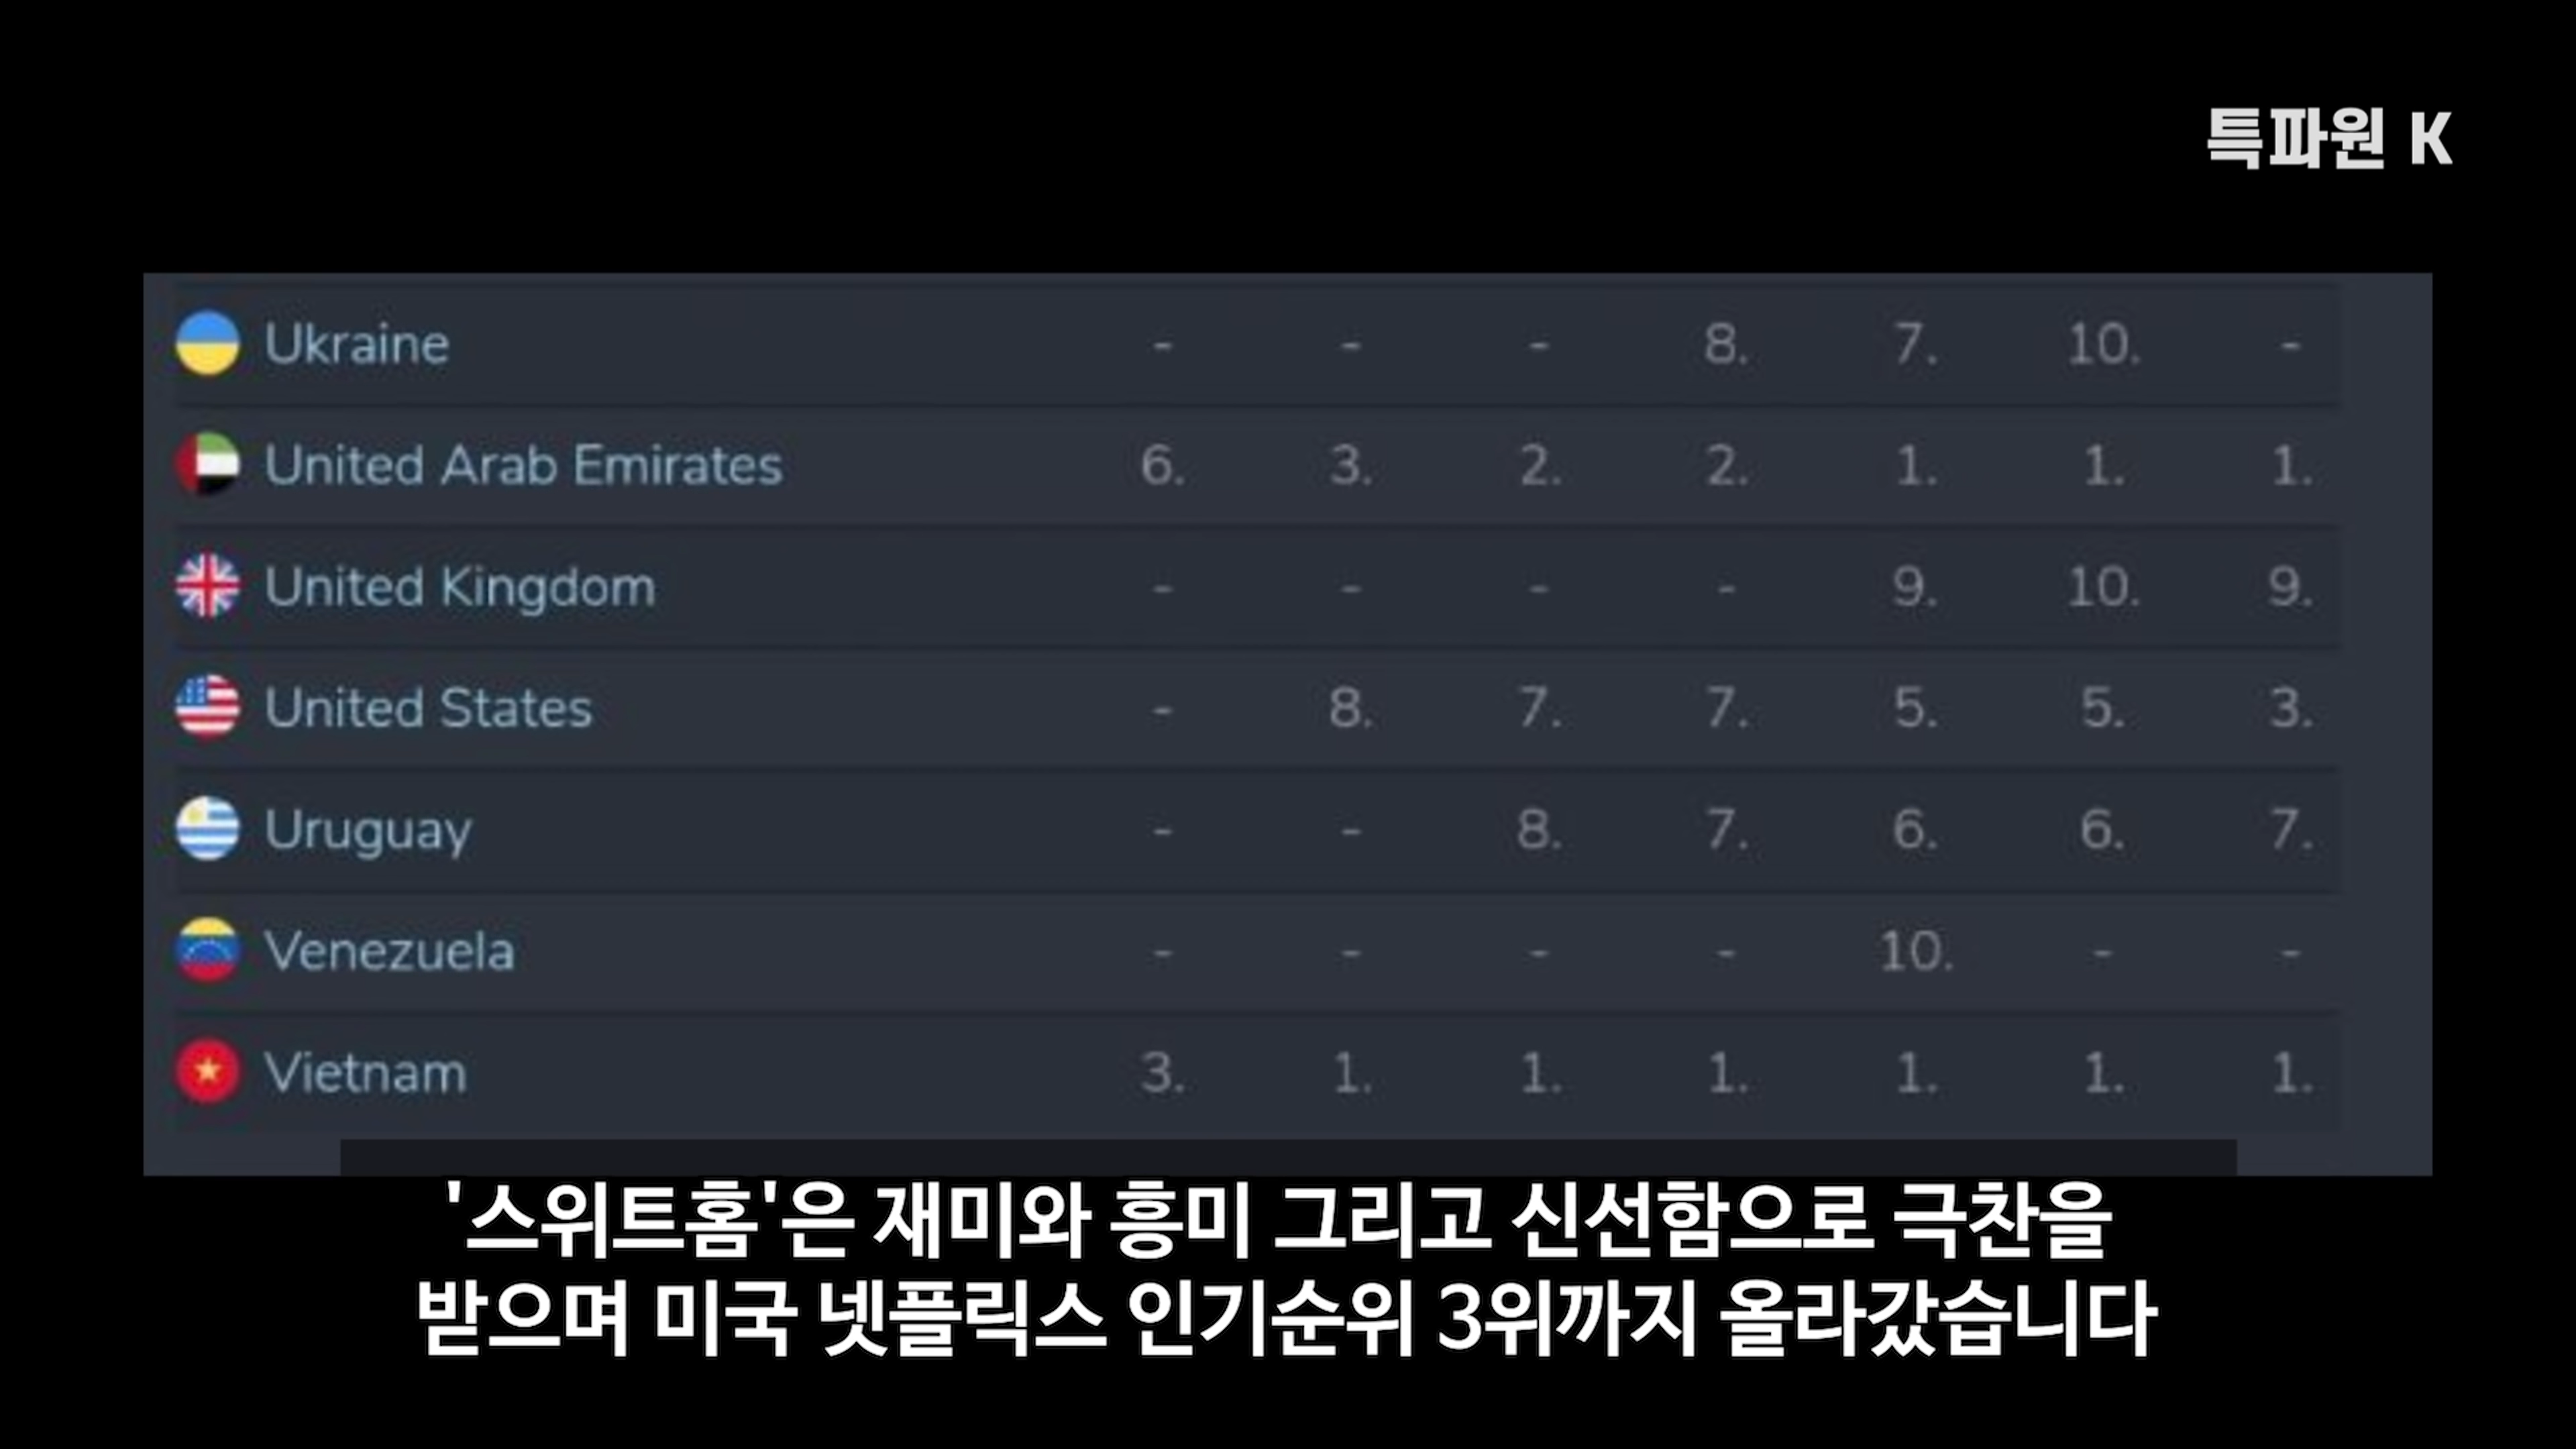 특파원 K
Ukraine - - - 8. 7. 10. -
United Arab Emirates 6. 3. 2. 2. 1. 1. 1.
United Kingdom - - - - 9. 10. 9.
United States - 8. 7. 7. 5. 5. 3.
Uruguay - - 8. 7. 6. 6. 7.
Venezuela - - - - 10. - -
Vietnam 3. 1. 1. 1. 1. 1. 1.
'스위트홈'은 재미와 흥미 그리고 신선함으로 극찬을
받으며 미국 넷플릭스 인기순위 3위까지 올라갔습니다